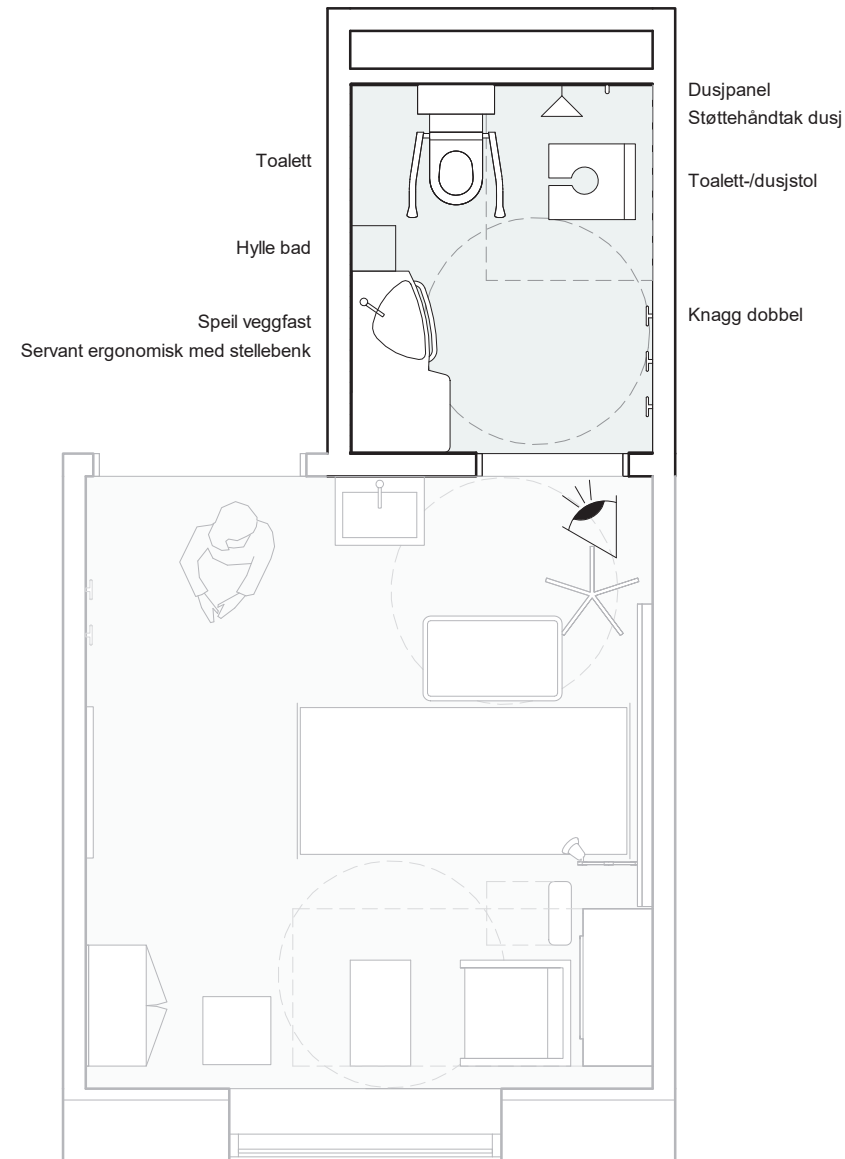 Dusjpanel
Støttehåndtak dusj
Toalett
Toalett-/dusjstol
Hylle bad
Speil veggfast
Servant ergonomisk med stellebenk
Knagg dobbel